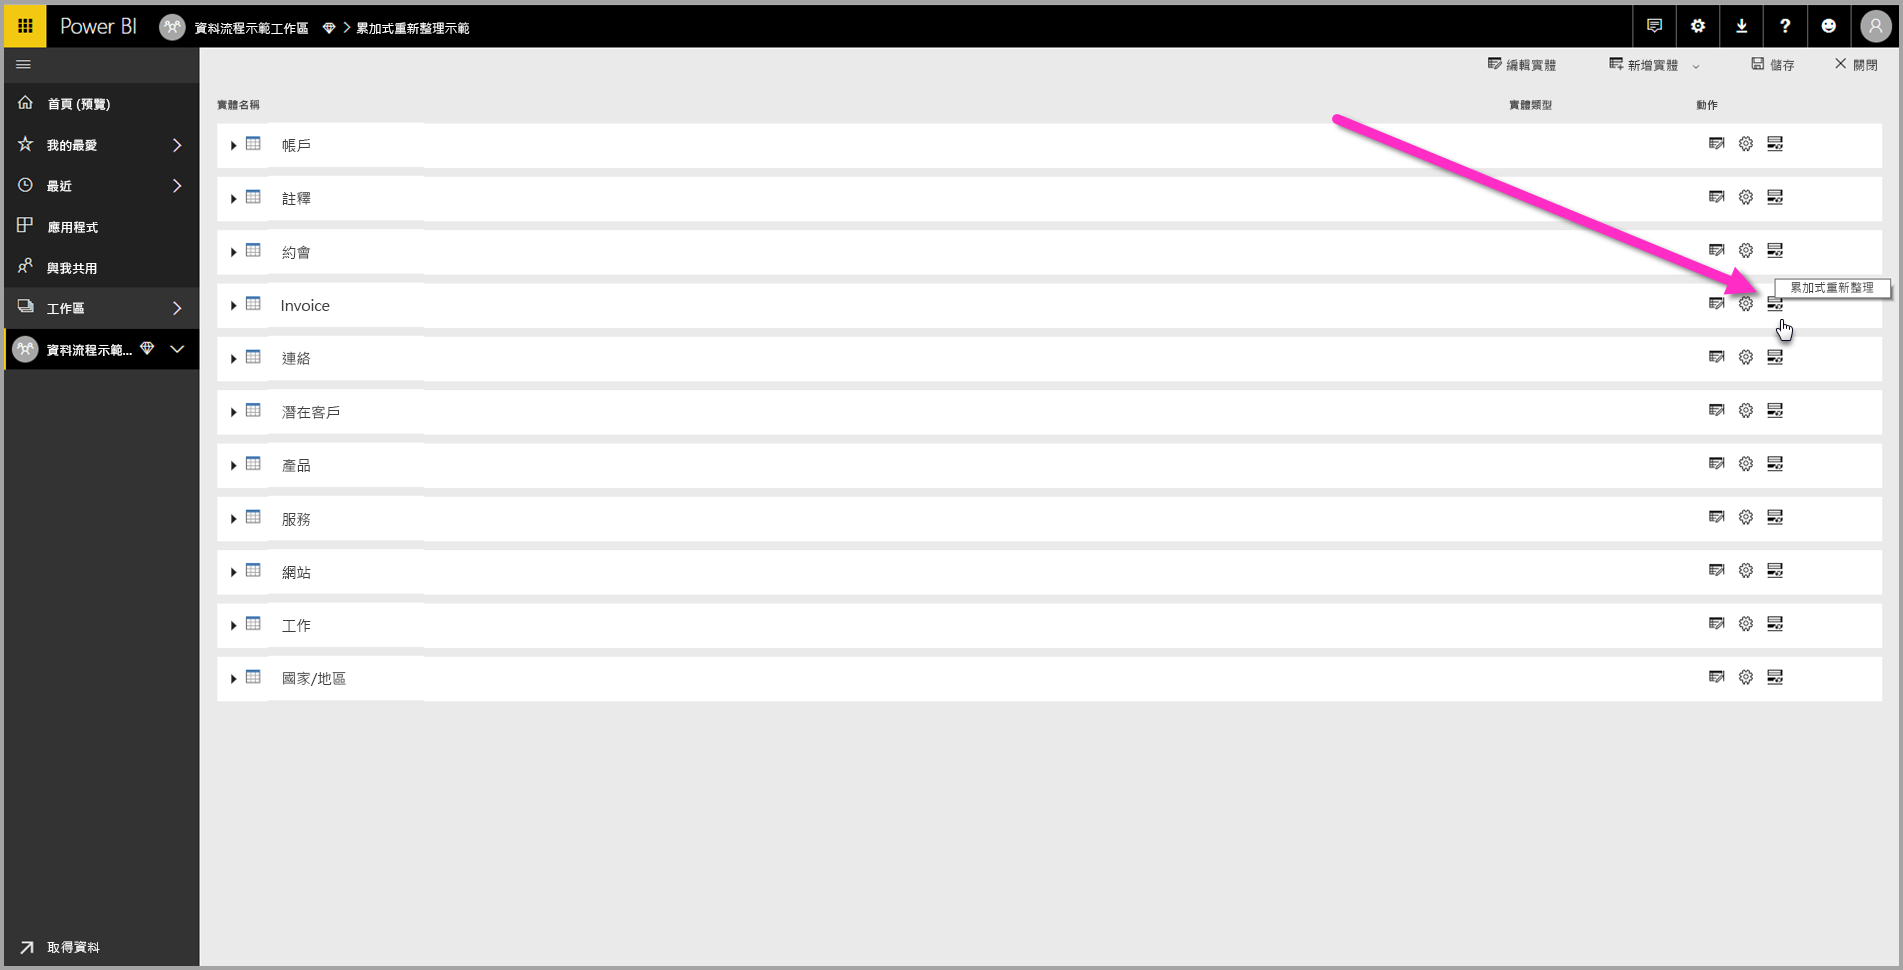 Power BI 資料流程示範工作區 > 累加式重新整理示範
編輯實體 新增實體 儲存 關閉
首頁 (預覽)
我的最愛
最近
應用程式
與我共用
工作區
資料流程示範...
取得資料
實體名稱 實體類型 動作
帳戶
註釋
約會
Invoice
累加式重新整理
連絡
潛在客戶
產品
服務
網站
工作
國家/地區